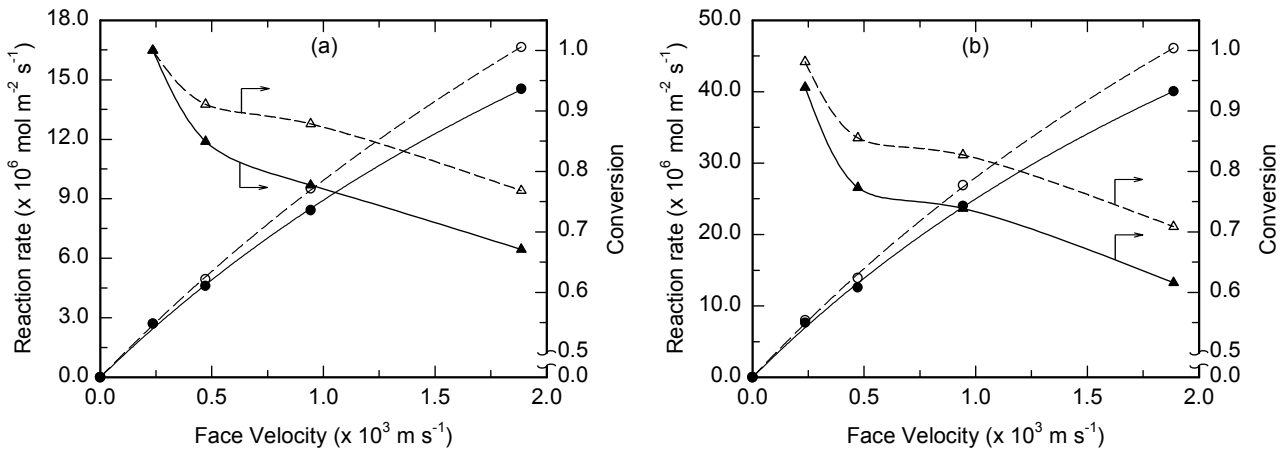 (a)
Reaction rate (x 10⁶ mol m⁻² s⁻¹)
18.0
15.0
12.0
9.0
6.0
3.0
0.0
1.0
0.9
0.8
0.7
0.6
0.5
0.0
Conversion
0.0 0.5 1.0 1.5 2.0
Face Velocity (x 10³ m s⁻¹)
(b)
Reaction rate (x 10⁶ mol m⁻² s⁻¹)
50.0
40.0
30.0
20.0
10.0
0.0
1.0
0.9
0.8
0.7
0.6
0.5
0.0
Conversion
0.0 0.5 1.0 1.5 2.0
Face Velocity (x 10³ m s⁻¹)